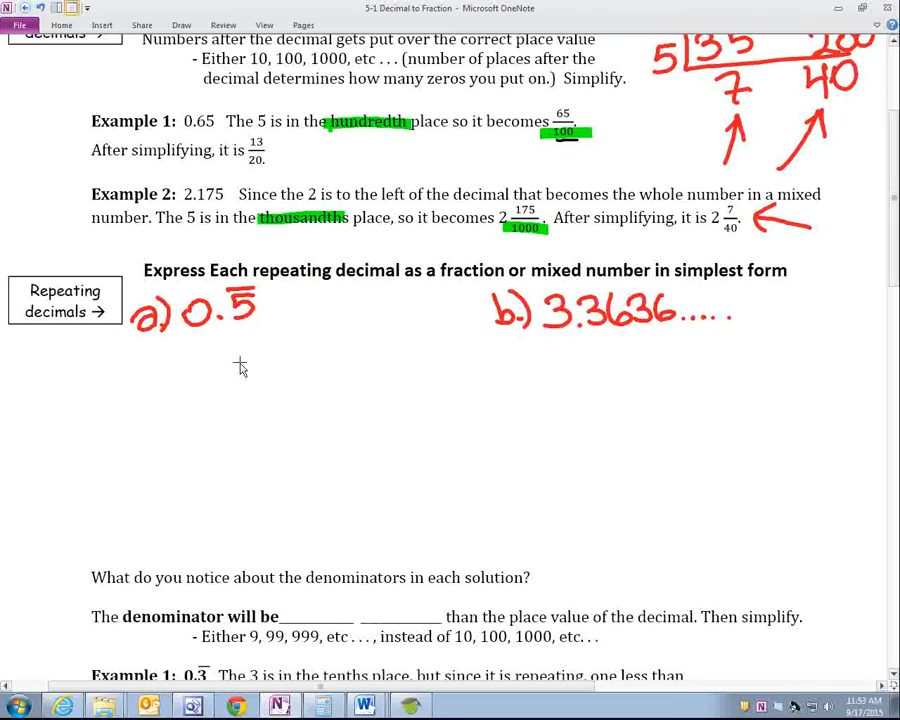 5-1 Decimal to Fraction - Microsoft OneNote
File Home Insert Share Draw Review View Pages
decimals → Numbers after the decimal gets put over the correct place value
- Either 10, 100, 1000, etc . . . (number of places after the
decimal determines how many zeros you put on.) Simplify.
5 35 200
7 40
Example 1: 0.65 The 5 is in the hundredth place so it becomes 65/100.
After simplifying, it is 13/20.
Example 2: 2.175 Since the 2 is to the left of the decimal that becomes the whole number in a mixed
number. The 5 is in the thousandths place, so it becomes 2 175/1000. After simplifying, it is 2 7/40.
Express Each repeating decimal as a fraction or mixed number in simplest form
Repeating
decimals →
a.) 0.5̅
b.) 3.3636.....
What do you notice about the denominators in each solution?
The denominator will be_________ __________ than the place value of the decimal. Then simplify.
- Either 9, 99, 999, etc . . ., instead of 10, 100, 1000, etc. . .
Example 1: 0.3̅ The 3 is in the tenths place, but since it is repeating, one less than
11:53 AM
9/17/2015